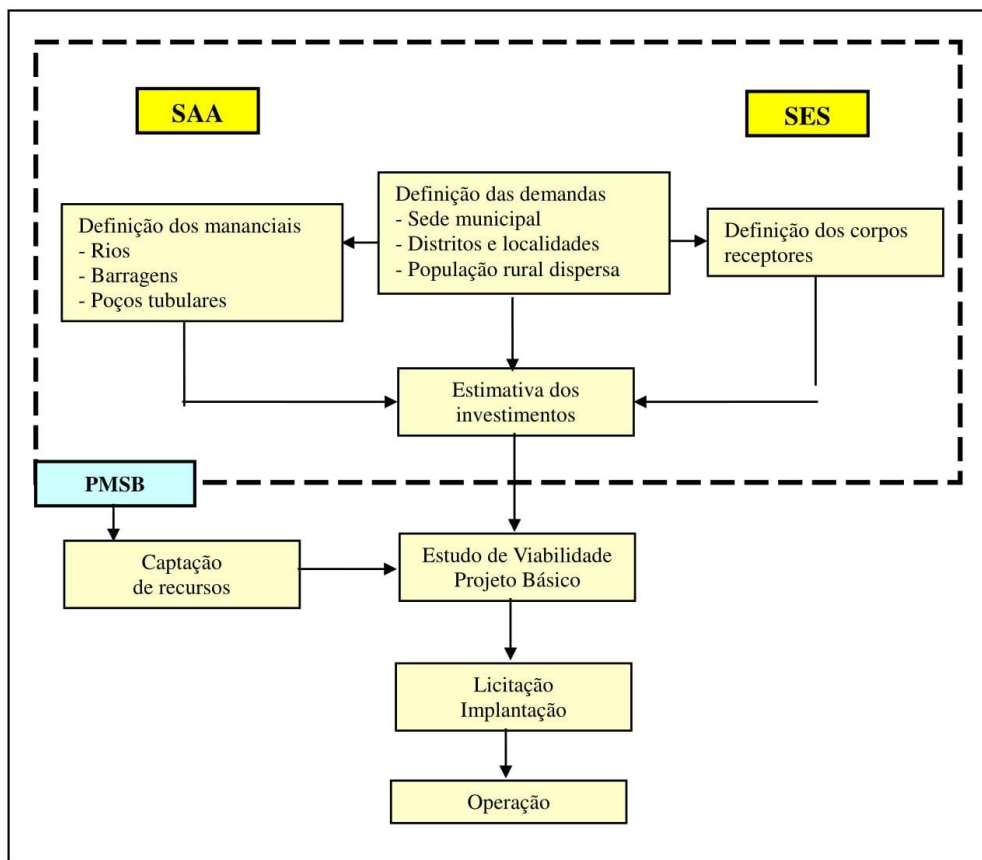 SAA
SES
Definição dos mananciais
- Rios
- Barragens
- Poços tubulares
Definição das demandas
- Sede municipal
- Distritos e localidades
- População rural dispersa
Definição dos corpos
receptores
Estimativa dos
investimentos
PMSB
Captação
de recursos
Estudo de Viabilidade
Projeto Básico
Licitação
Implantação
Operação